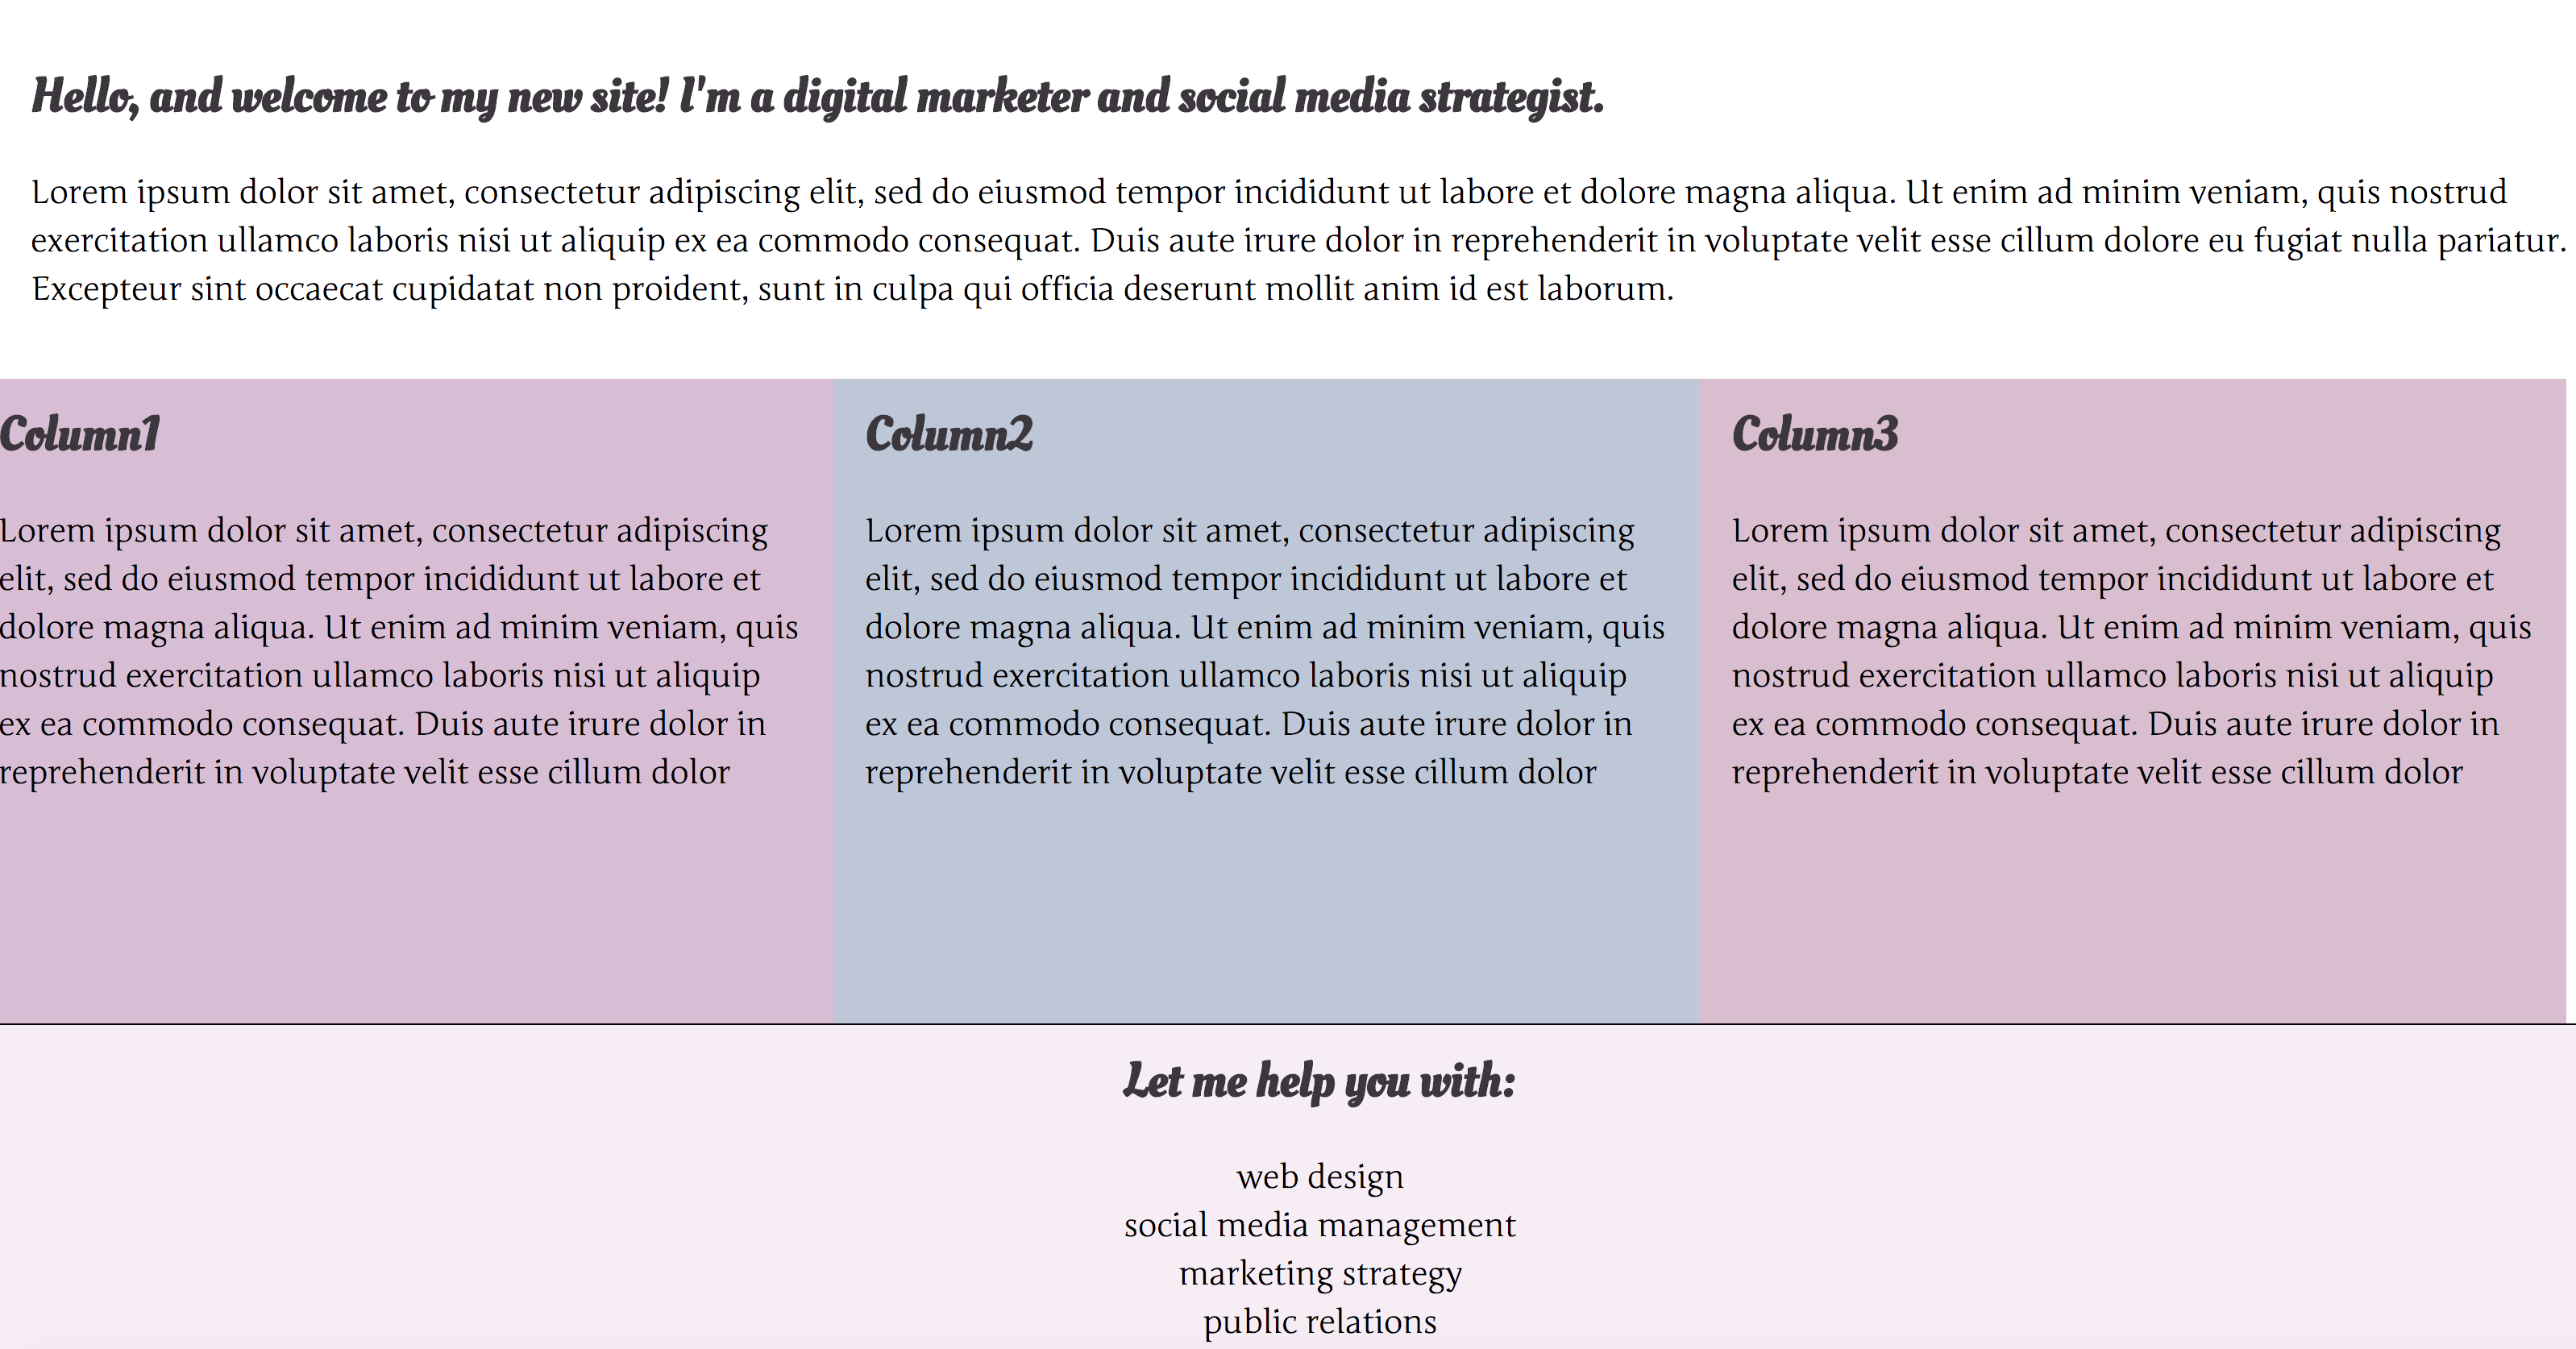 Hello, and welcome to my new site! I'm a digital marketer and social media strategist.
Lorem ipsum dolor sit amet, consectetur adipiscing elit, sed do eiusmod tempor incididunt ut labore et dolore magna aliqua. Ut enim ad minim veniam, quis nostrud
exercitation ullamco laboris nisi ut aliquip ex ea commodo consequat. Duis aute irure dolor in reprehenderit in voluptate velit esse cillum dolore eu fugiat nulla pariatur.
Excepteur sint occaecat cupidatat non proident, sunt in culpa qui officia deserunt mollit anim id est laborum.
Column1
Lorem ipsum dolor sit amet, consectetur adipiscing
elit, sed do eiusmod tempor incididunt ut labore et
dolore magna aliqua. Ut enim ad minim veniam, quis
nostrud exercitation ullamco laboris nisi ut aliquip
ex ea commodo consequat. Duis aute irure dolor in
reprehenderit in voluptate velit esse cillum dolor
Column2
Lorem ipsum dolor sit amet, consectetur adipiscing
elit, sed do eiusmod tempor incididunt ut labore et
dolore magna aliqua. Ut enim ad minim veniam, quis
nostrud exercitation ullamco laboris nisi ut aliquip
ex ea commodo consequat. Duis aute irure dolor in
reprehenderit in voluptate velit esse cillum dolor
Column3
Lorem ipsum dolor sit amet, consectetur adipiscing
elit, sed do eiusmod tempor incididunt ut labore et
dolore magna aliqua. Ut enim ad minim veniam, quis
nostrud exercitation ullamco laboris nisi ut aliquip
ex ea commodo consequat. Duis aute irure dolor in
reprehenderit in voluptate velit esse cillum dolor
Let me help you with:
web design
social media management
marketing strategy
public relations